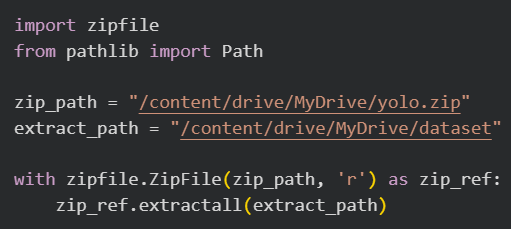 import zipfile
from pathlib import Path
zip_path = "/content/drive/MyDrive/yolo.zip"
extract_path = "/content/drive/MyDrive/dataset"
with zipfile.ZipFile(zip_path, 'r') as zip_ref:
    zip_ref.extractall(extract_path)